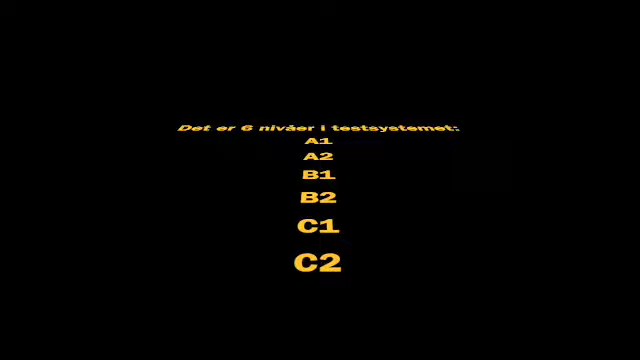 Det er 6 nivåer i testsystemet:
A1
A2
B1
B2
C1
C2